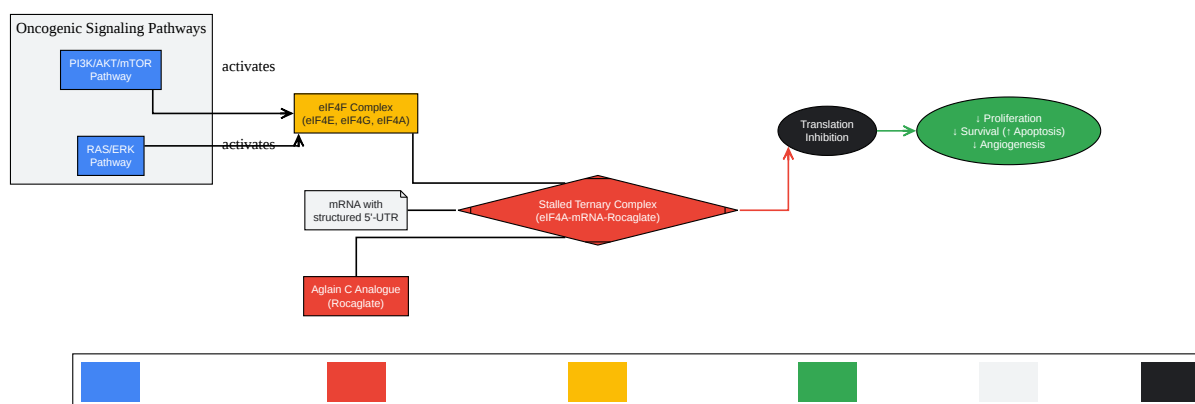 Oncogenic Signaling Pathways
PI3K/AKT/mTOR
Pathway
activates
eIF4F Complex
(eIF4E, eIF4G, eIF4A)
RAS/ERK
Pathway
activates
mRNA with
structured 5'-UTR
Aglain C Analogue
(Rocaglate)
Stalled Ternary Complex
(eIF4A-mRNA-Rocaglate)
Translation
Inhibition
↓ Proliferation
↓ Survival (↑ Apoptosis)
↓ Angiogenesis